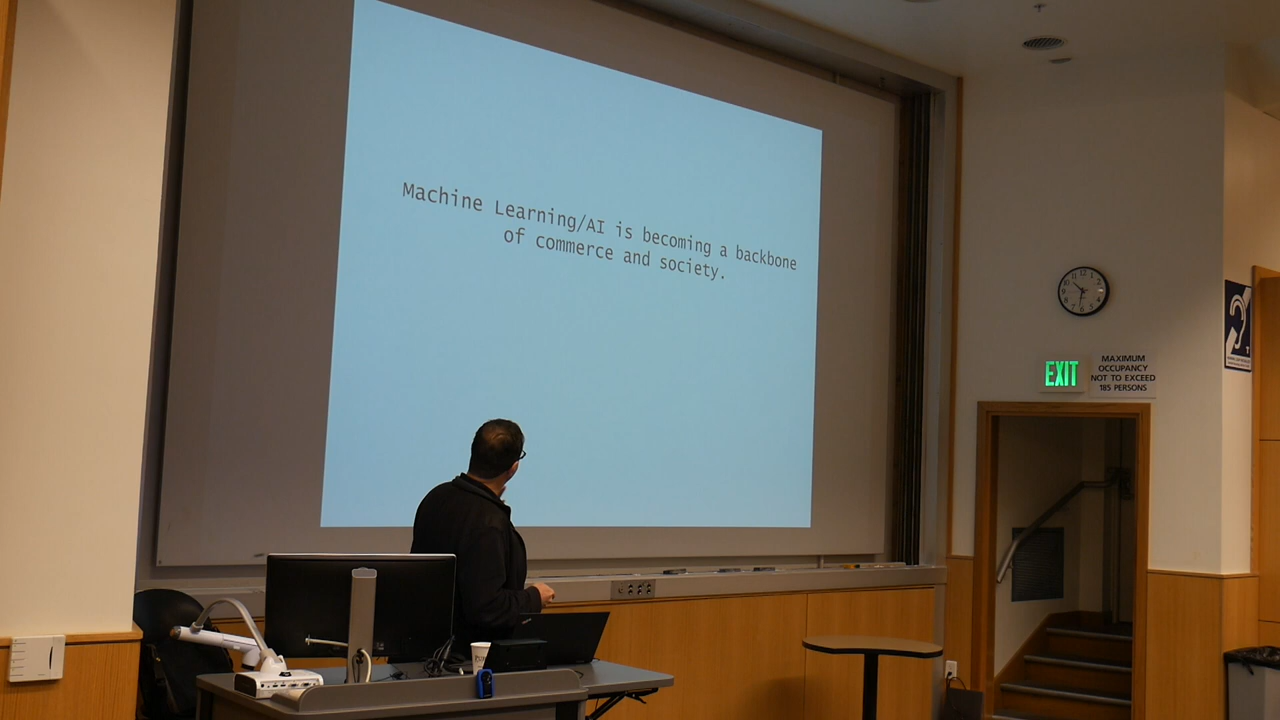 Machine Learning/AI is becoming a backbone
of commerce and society.
EXIT
MAXIMUM
OCCUPANCY
NOT TO EXCEED
185 PERSONS